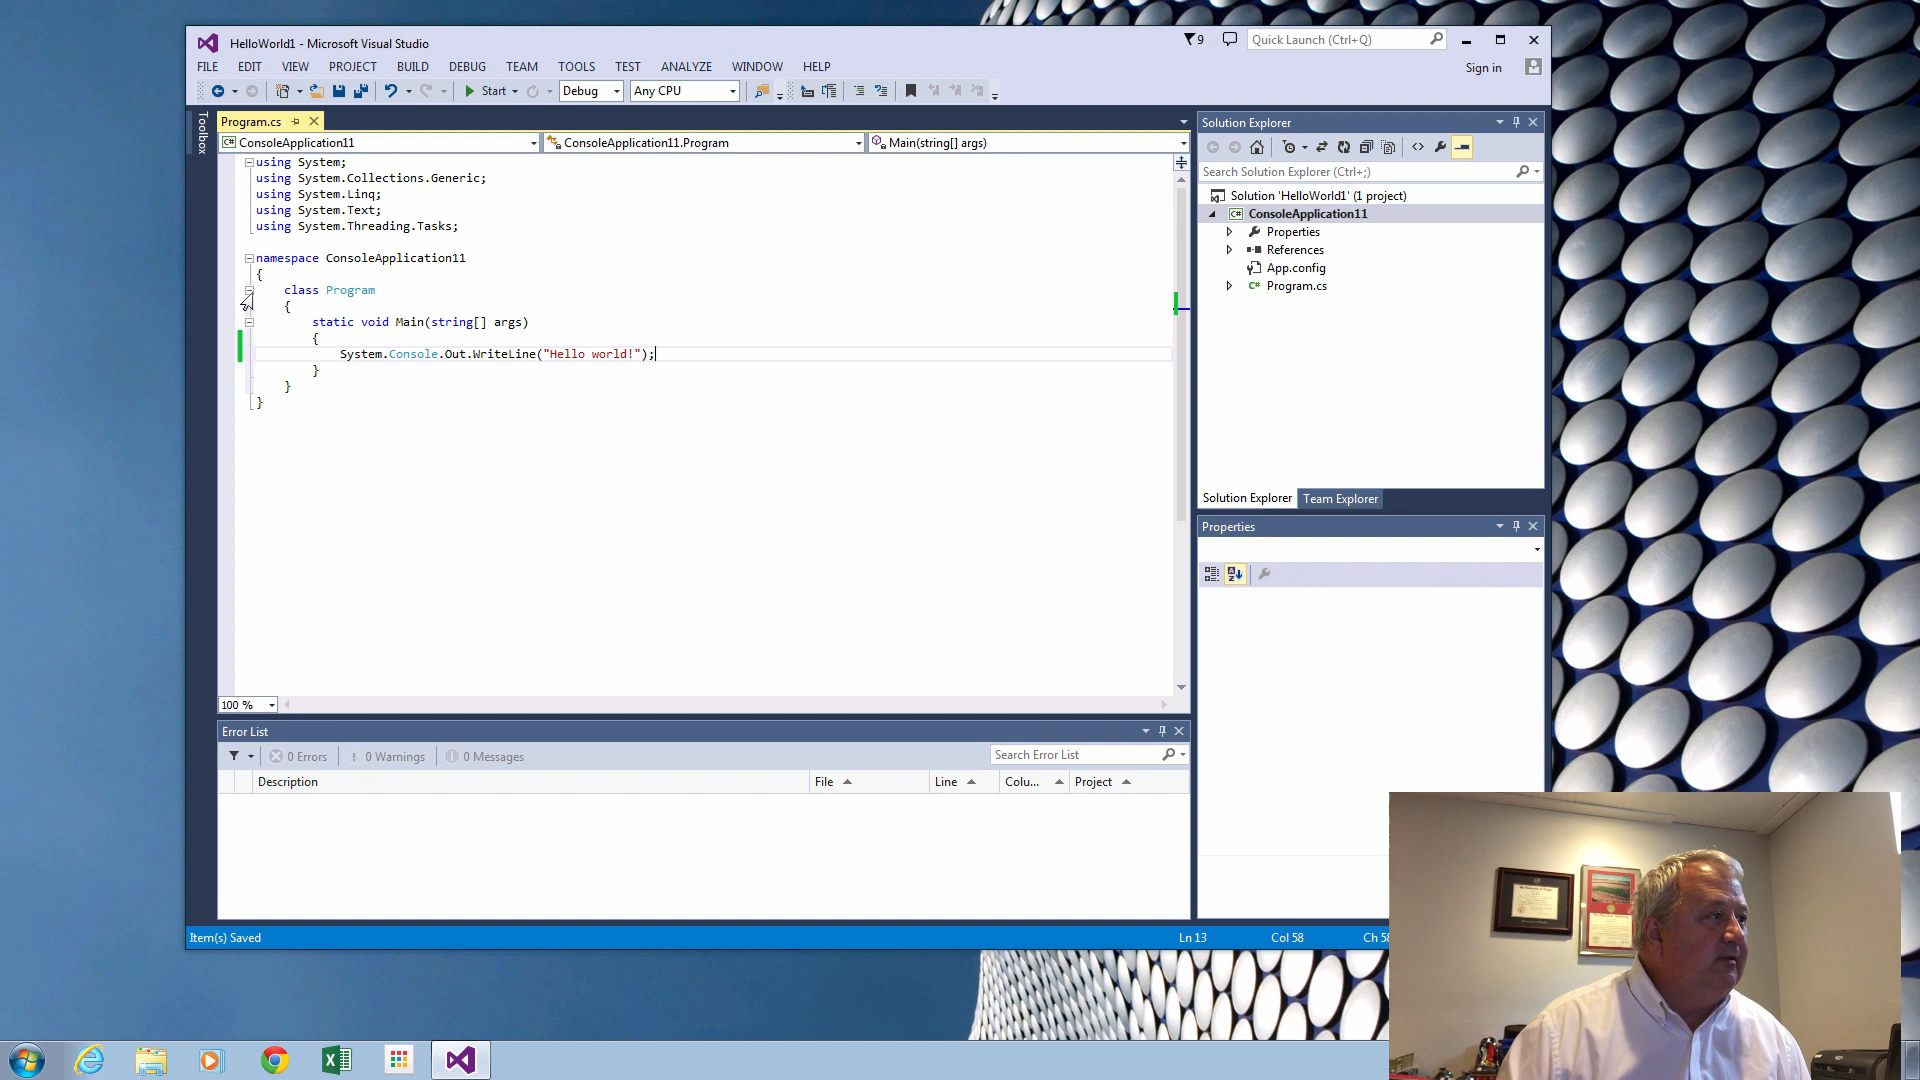 HelloWorld1 - Microsoft Visual Studio
9
Quick Launch (Ctrl+Q)
FILE EDIT VIEW PROJECT BUILD DEBUG TEAM TOOLS TEST ANALYZE WINDOW HELP
Sign in
Start
Debug
Any CPU
Toolbox
Program.cs
C# ConsoleApplication11
ConsoleApplication11.Program
Main(string[] args)
using System;
using System.Collections.Generic;
using System.Linq;
using System.Text;
using System.Threading.Tasks;
namespace ConsoleApplication11
{
class Program
{
static void Main(string[] args)
{
System.Console.Out.WriteLine("Hello world!");
}
}
}
100 %
Solution Explorer
Search Solution Explorer (Ctrl+;)
Solution 'HelloWorld1' (1 project)
C# ConsoleApplication11
Properties
References
App.config
C# Program.cs
Solution Explorer Team Explorer
Properties
Error List
0 Errors 0 Warnings 0 Messages
Search Error List
Description File Line Colu... Project
Item(s) Saved
Ln 13 Col 58 Ch 58